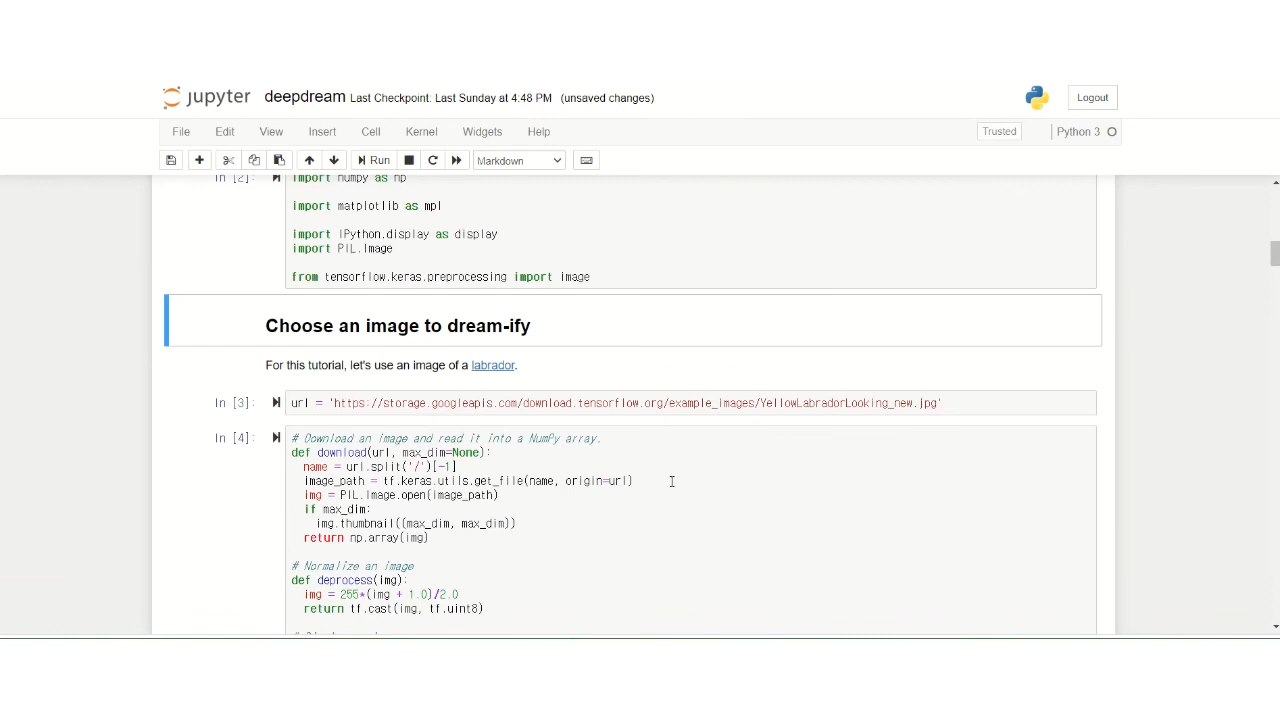 jupyter deepdream Last Checkpoint: Last Sunday at 4:48 PM (unsaved changes)
Logout
File Edit View Insert Cell Kernel Widgets Help
Trusted
Python 3
Run
Markdown
In [2]:
import numpy as np
import matplotlib as mpl
import IPython.display as display
import PIL.Image
from tensorflow.keras.preprocessing import image
Choose an image to dream-ify
For this tutorial, let's use an image of a labrador.
In [3]:
url = 'https://storage.googleapis.com/download.tensorflow.org/example_images/YellowLabradorLooking_new.jpg'
In [4]:
# Download an image and read it into a NumPy array.
def download(url, max_dim=None):
  name = url.split('/')[-1]
  image_path = tf.keras.utils.get_file(name, origin=url)
  img = PIL.Image.open(image_path)
  if max_dim:
    img.thumbnail((max_dim, max_dim))
  return np.array(img)
# Normalize an image
def deprocess(img):
  img = 255*(img + 1.0)/2.0
  return tf.cast(img, tf.uint8)